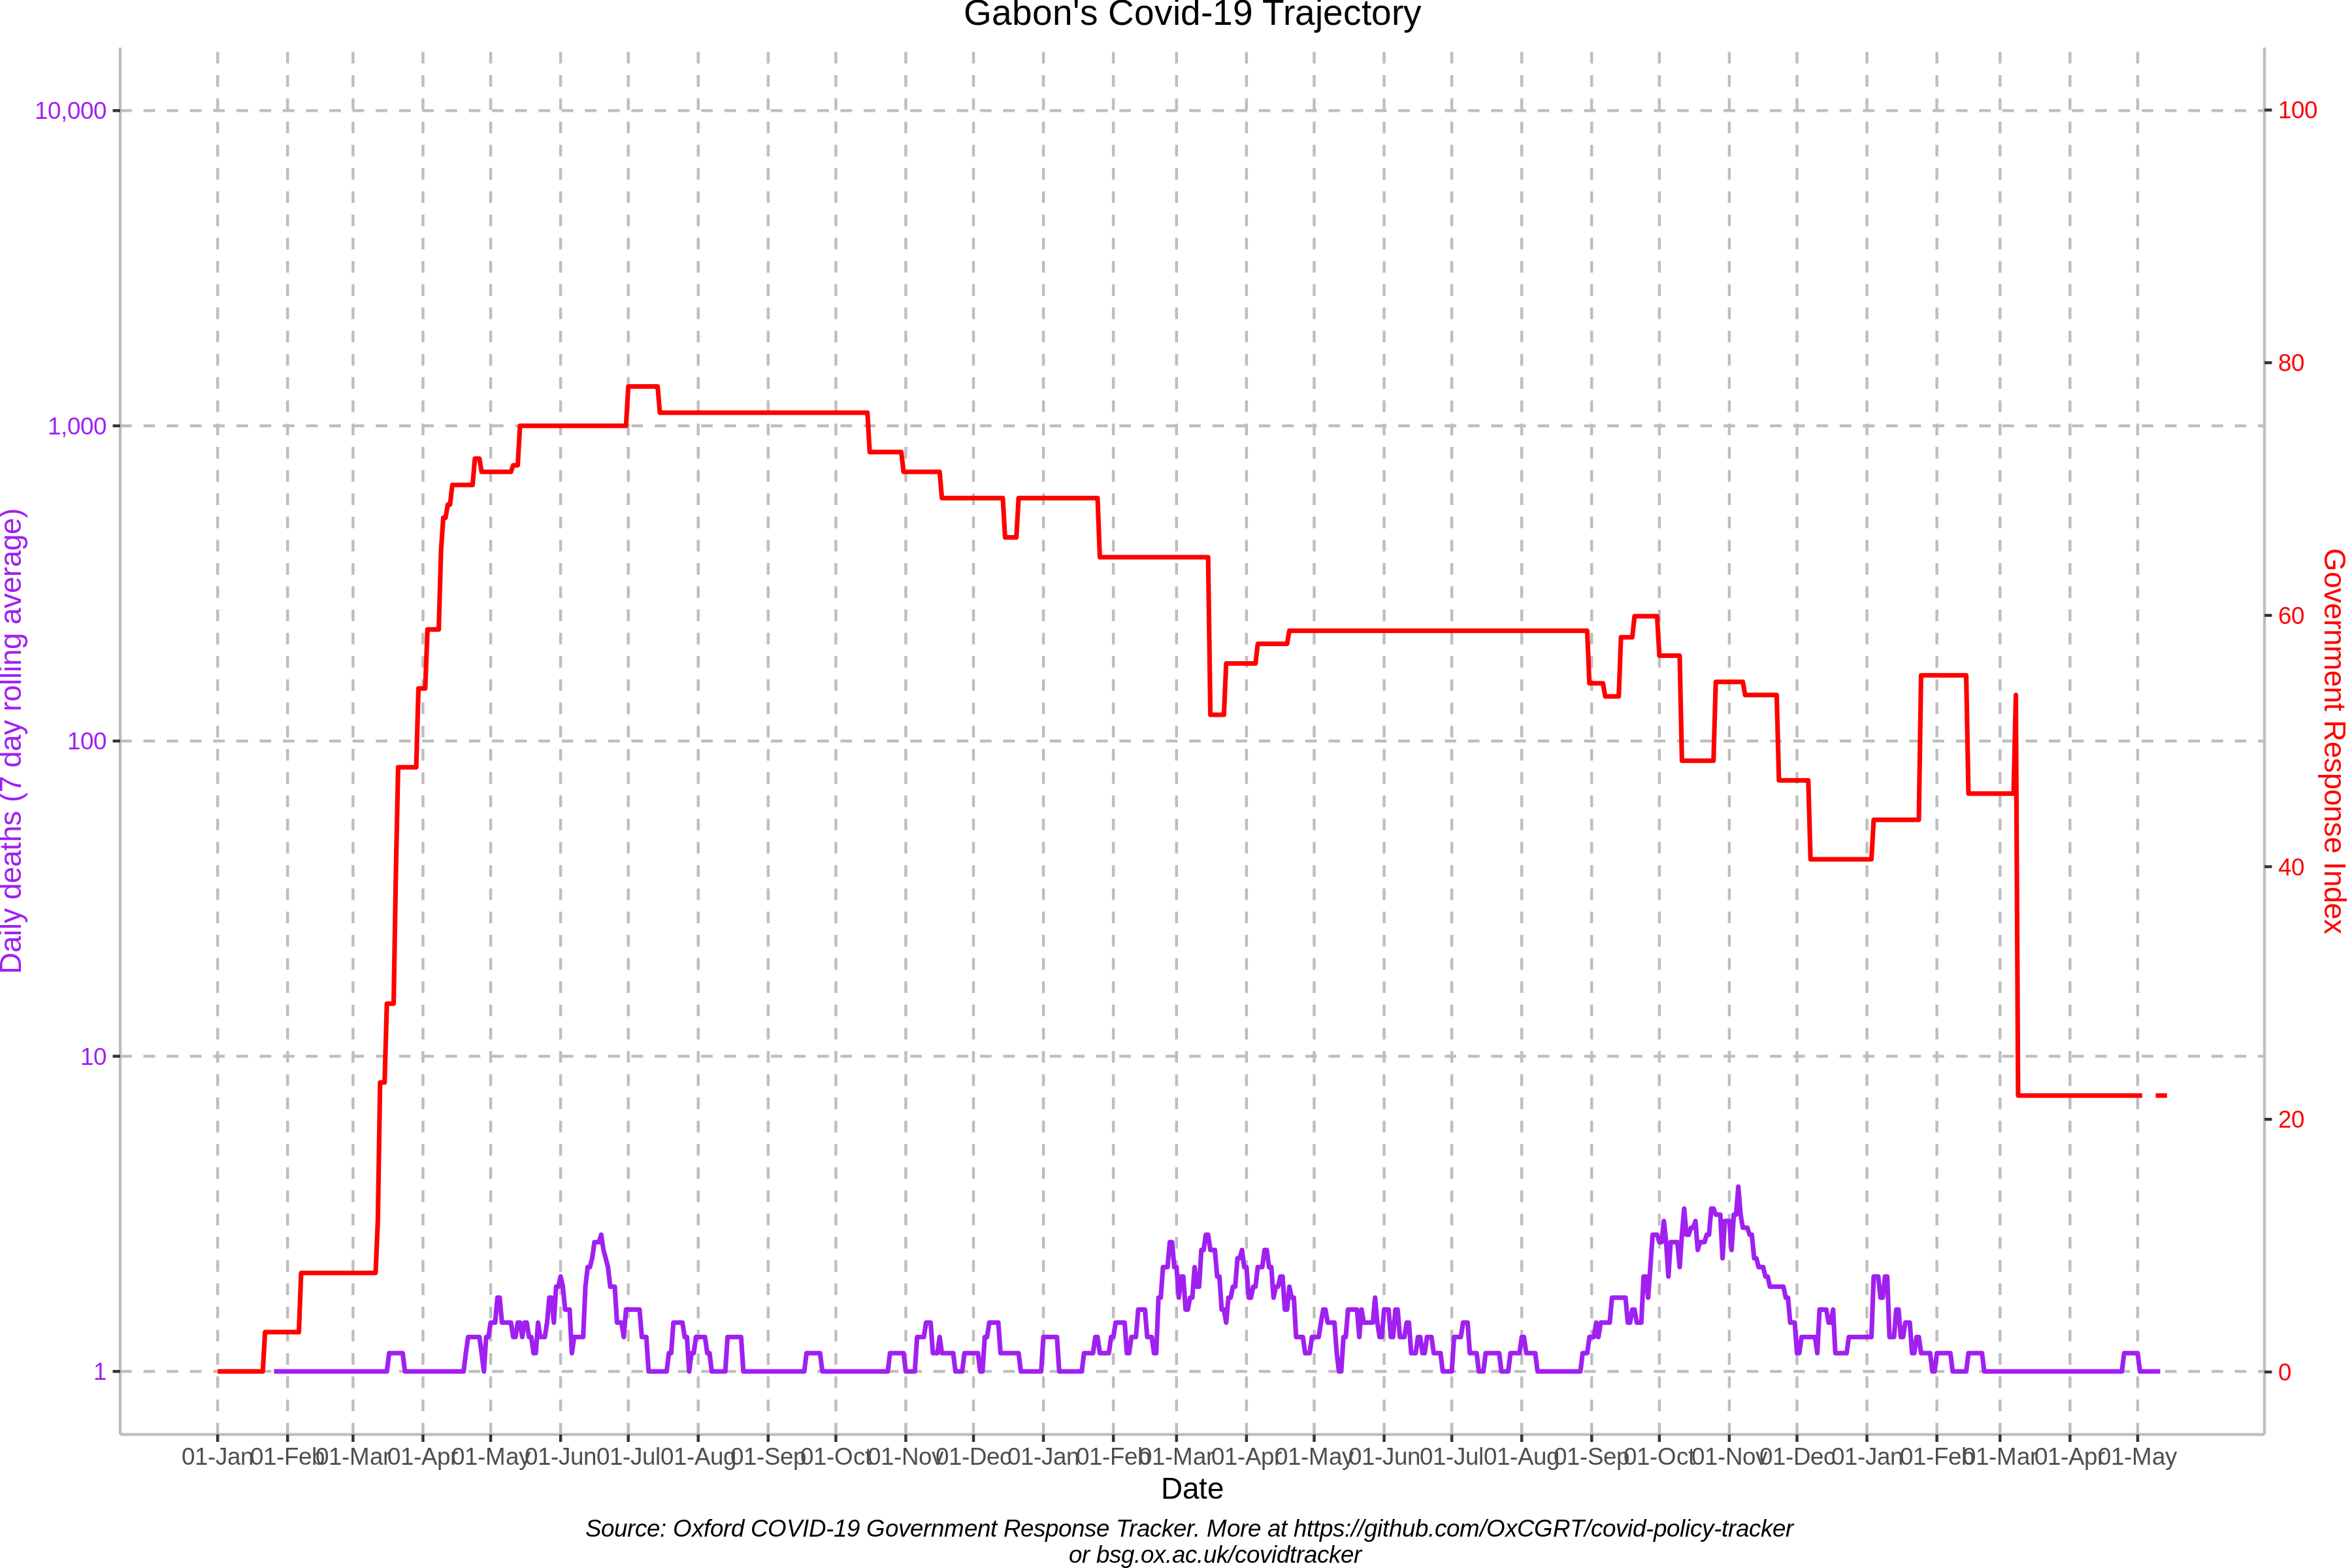 Gabon's Covid-19 Trajectory
10,000
1,000
100
10
1
Daily deaths (7 day rolling average)
100
80
60
40
20
0
Government Response Index
01-Jan 01-Feb 01-Mar 01-Apr 01-May 01-Jun 01-Jul 01-Aug 01-Sep 01-Oct 01-Nov 01-Dec 01-Jan 01-Feb 01-Mar 01-Apr 01-May 01-Jun 01-Jul 01-Aug 01-Sep 01-Oct 01-Nov 01-Dec 01-Jan 01-Feb 01-Mar 01-Apr 01-May
Date
Source: Oxford COVID-19 Government Response Tracker. More at https://github.com/OxCGRT/covid-policy-tracker
or bsg.ox.ac.uk/covidtracker